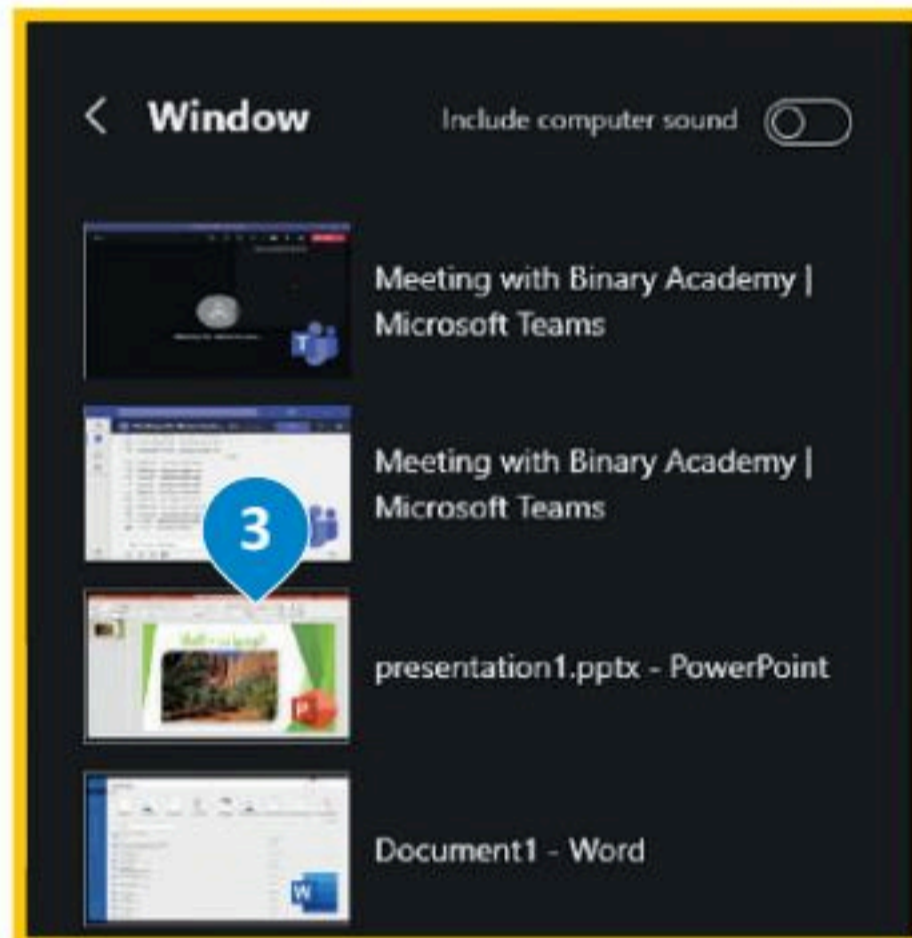 Window
Include computer sound
Meeting with Binary Academy |
Microsoft Teams
Meeting with Binary Academy |
Microsoft Teams
3
presentation1.pptx - PowerPoint
Document1 - Word